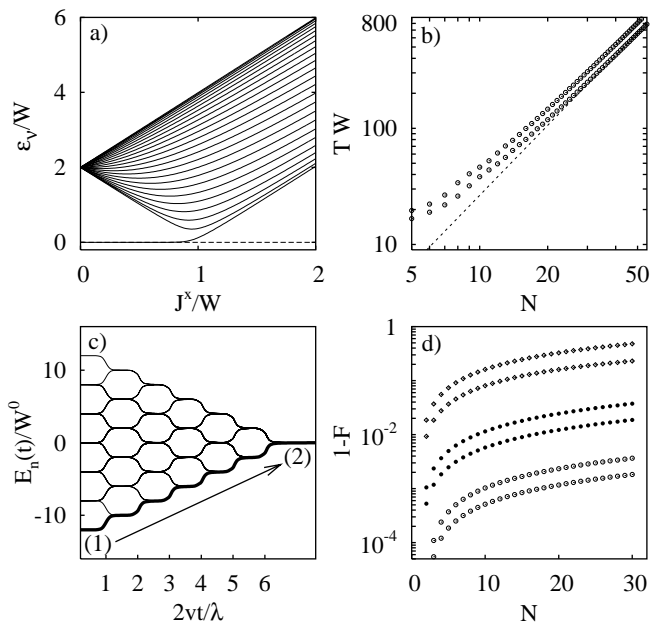 a)
ε_ν/W
6
4
2
0
0
1
2
J^x/W
b)
T W
800
100
10
5
10
20
50
N
c)
E_n(t)/W^0
10
0
-10
(1)
(2)
1 2 3 4 5 6
2vt/λ
d)
1-F
1
10^-2
10^-4
0
10
20
30
N